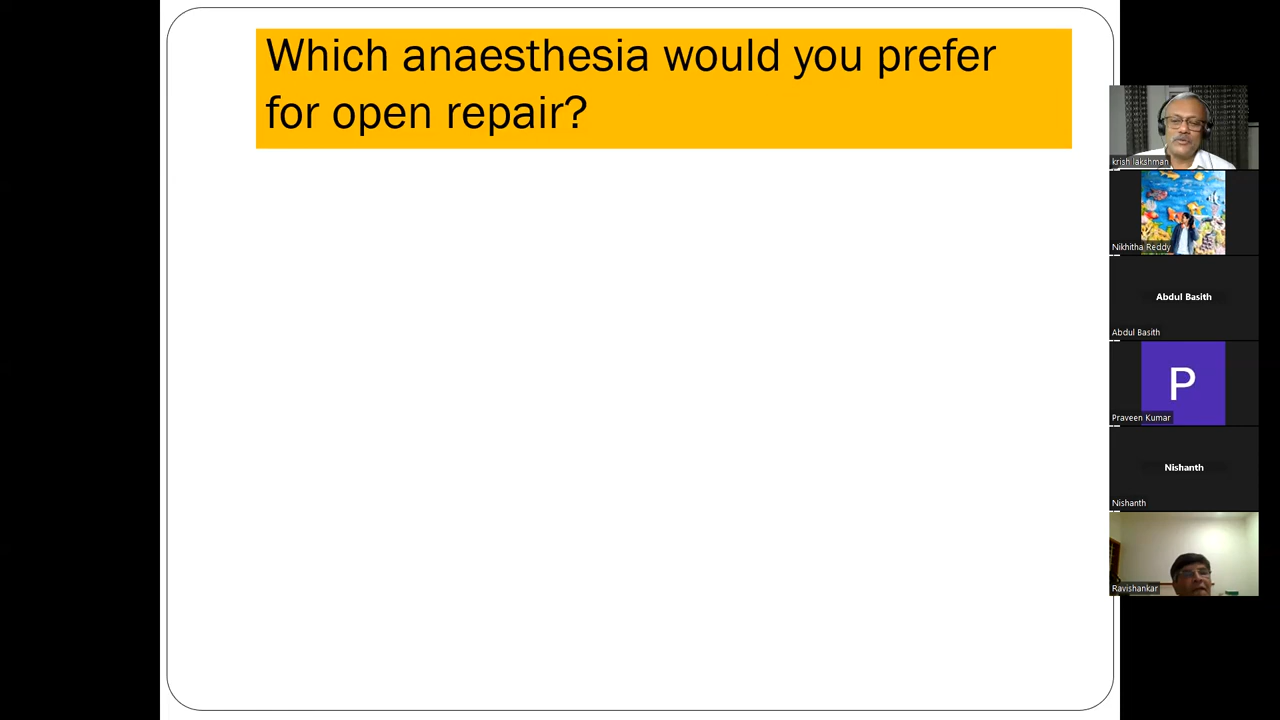 Which anaesthesia would you prefer
for open repair?
krish lakshman
Nikhitha Reddy
Abdul Basith
Abdul Basith
P
Praveen Kumar
Nishanth
Nishanth
Ravishankar